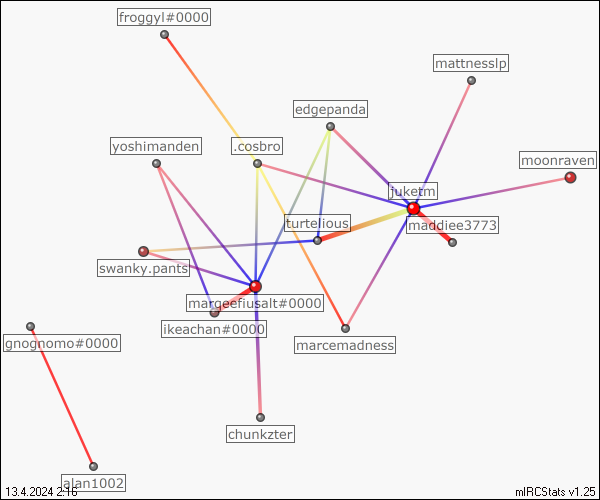 froggyl#0000
mattnesslp
edgepanda
yoshimanden
.cosbro
moonraven
juketm
turtelious
maddiee3773
swanky.pants
margeefiusalt#0000
ikeachan#0000
gnognomo#0000
marcemadness
chunkzter
alan1002
13.4.2024 2:16
mIRCStats v1.25